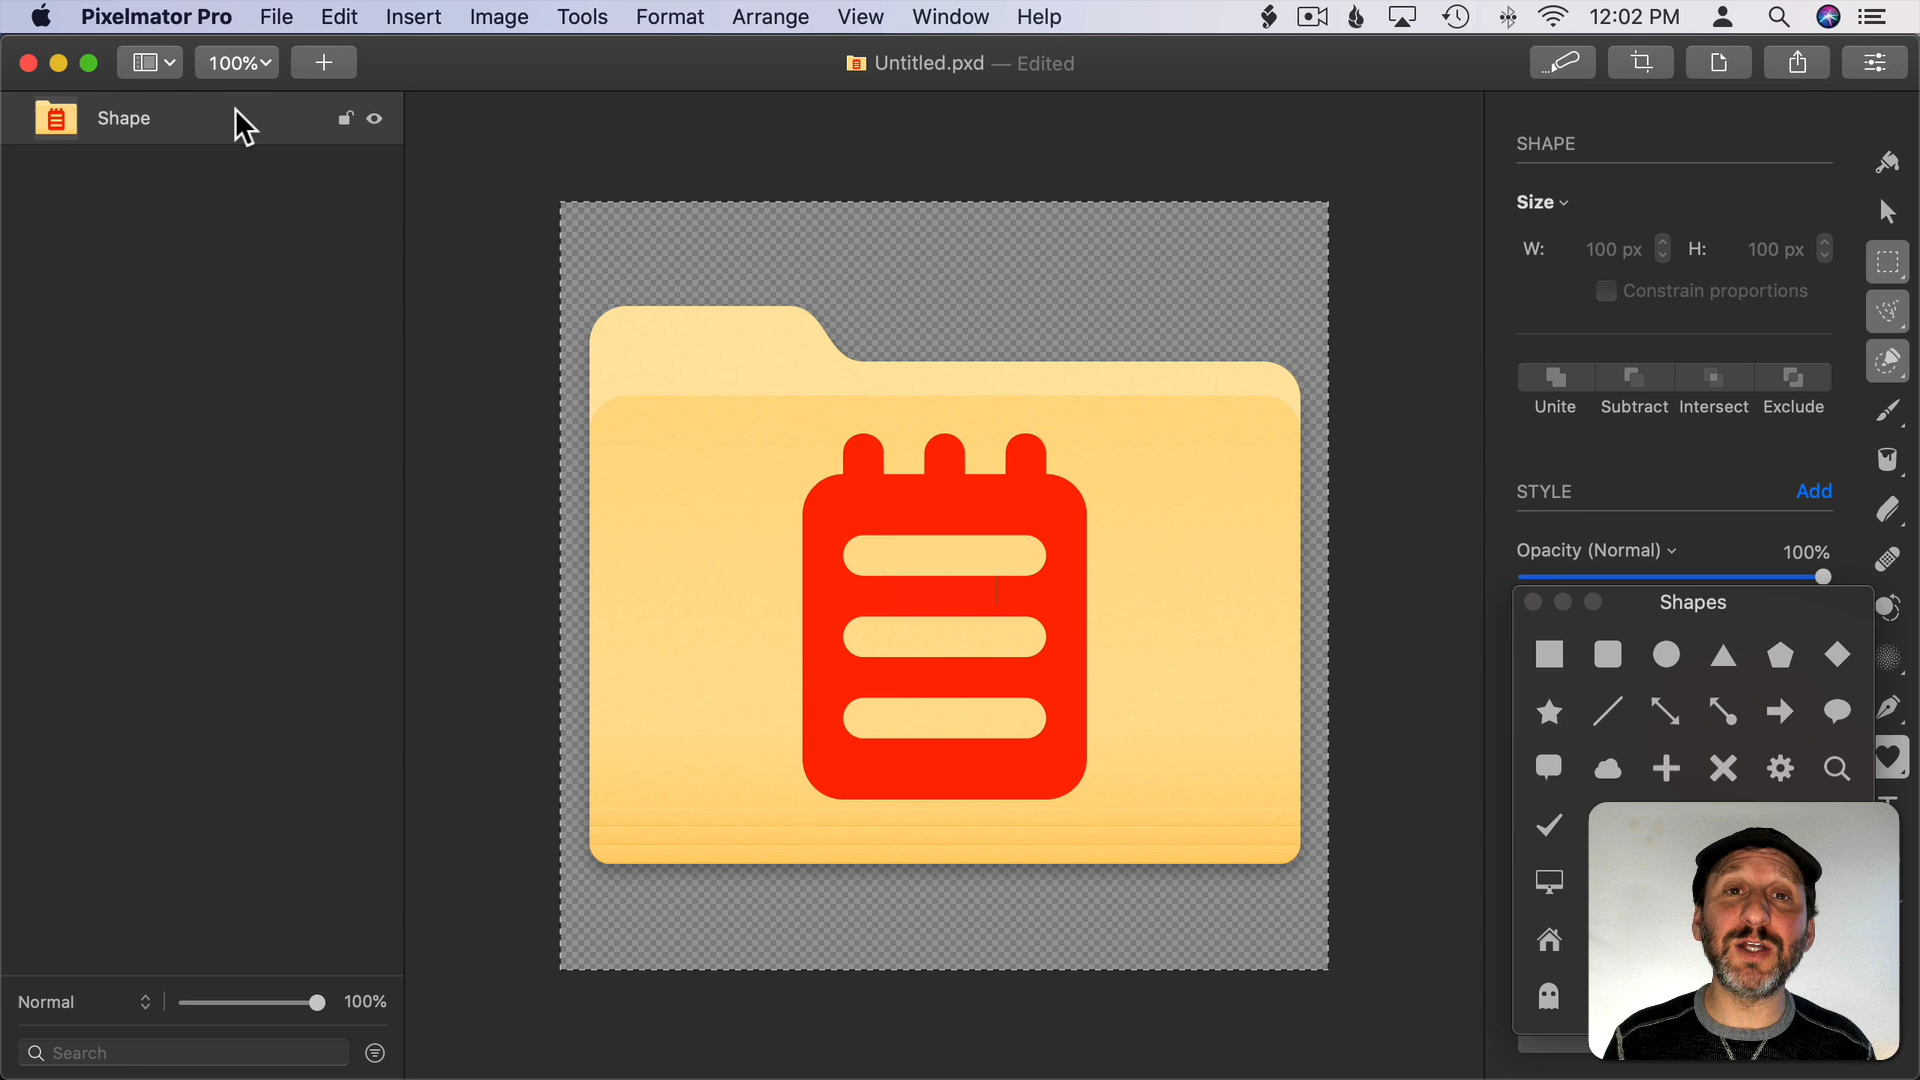 Pixelmator Pro File Edit Insert Image Tools Format Arrange View Window Help 12:02 PM
100% Untitled.pxd — Edited
Shape
SHAPE
Size
W: 100 px H: 100 px
Constrain proportions
Unite Subtract Intersect Exclude
STYLE Add
Opacity (Normal) 100%
Shapes
Normal 100%
Search